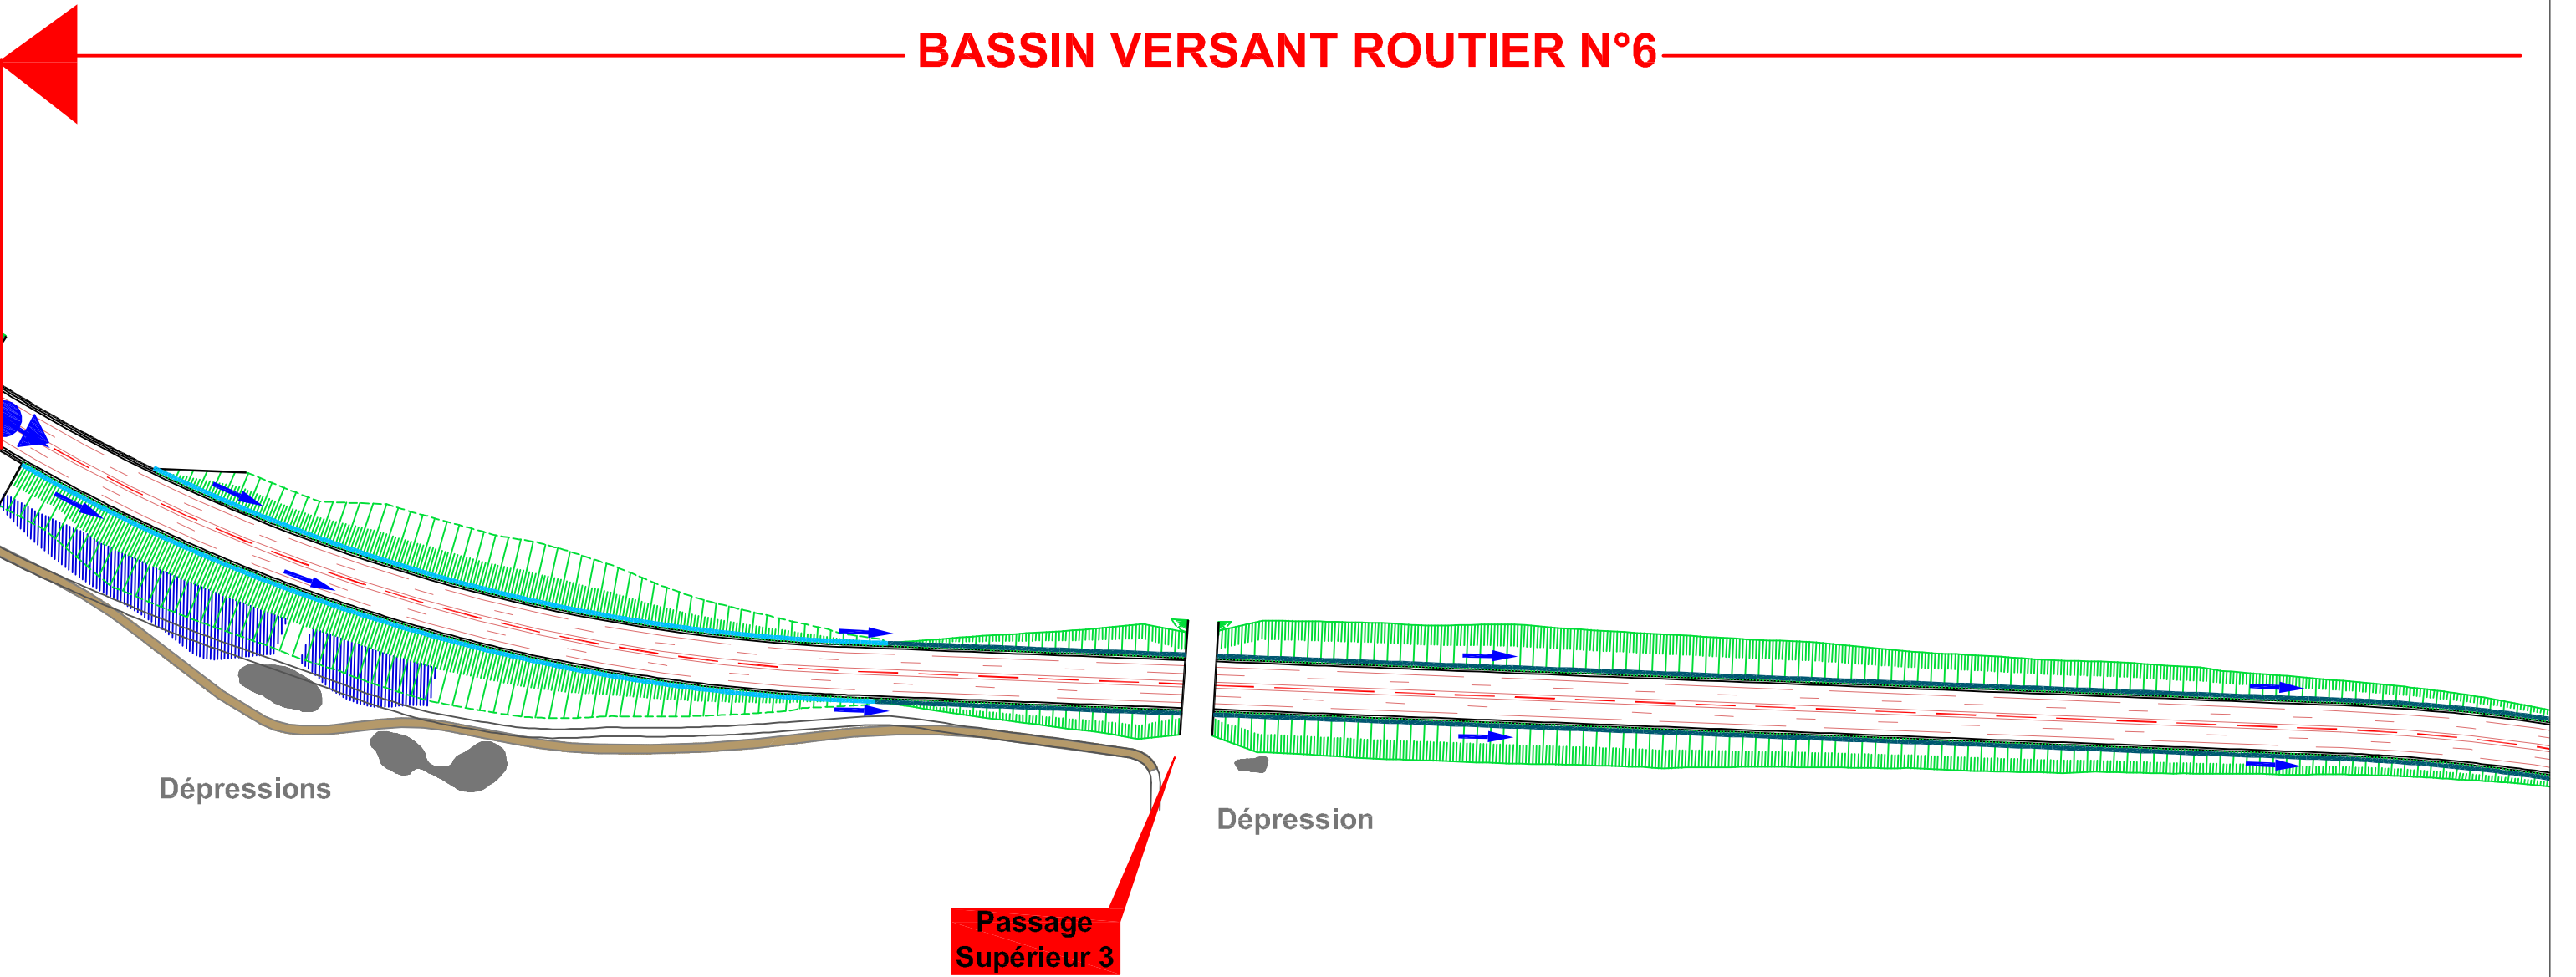 BASSIN VERSANT ROUTIER N°6
Dépressions
Dépression
Passage
Supérieur 3